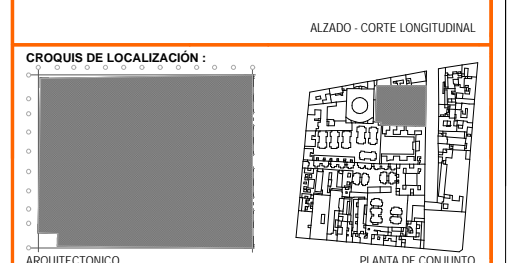 ALZADO - CORTE LONGITUDINAL
CROQUIS DE LOCALIZACIÓN :
ARQUITECTONICO
PLANTA DE CONJUNTO